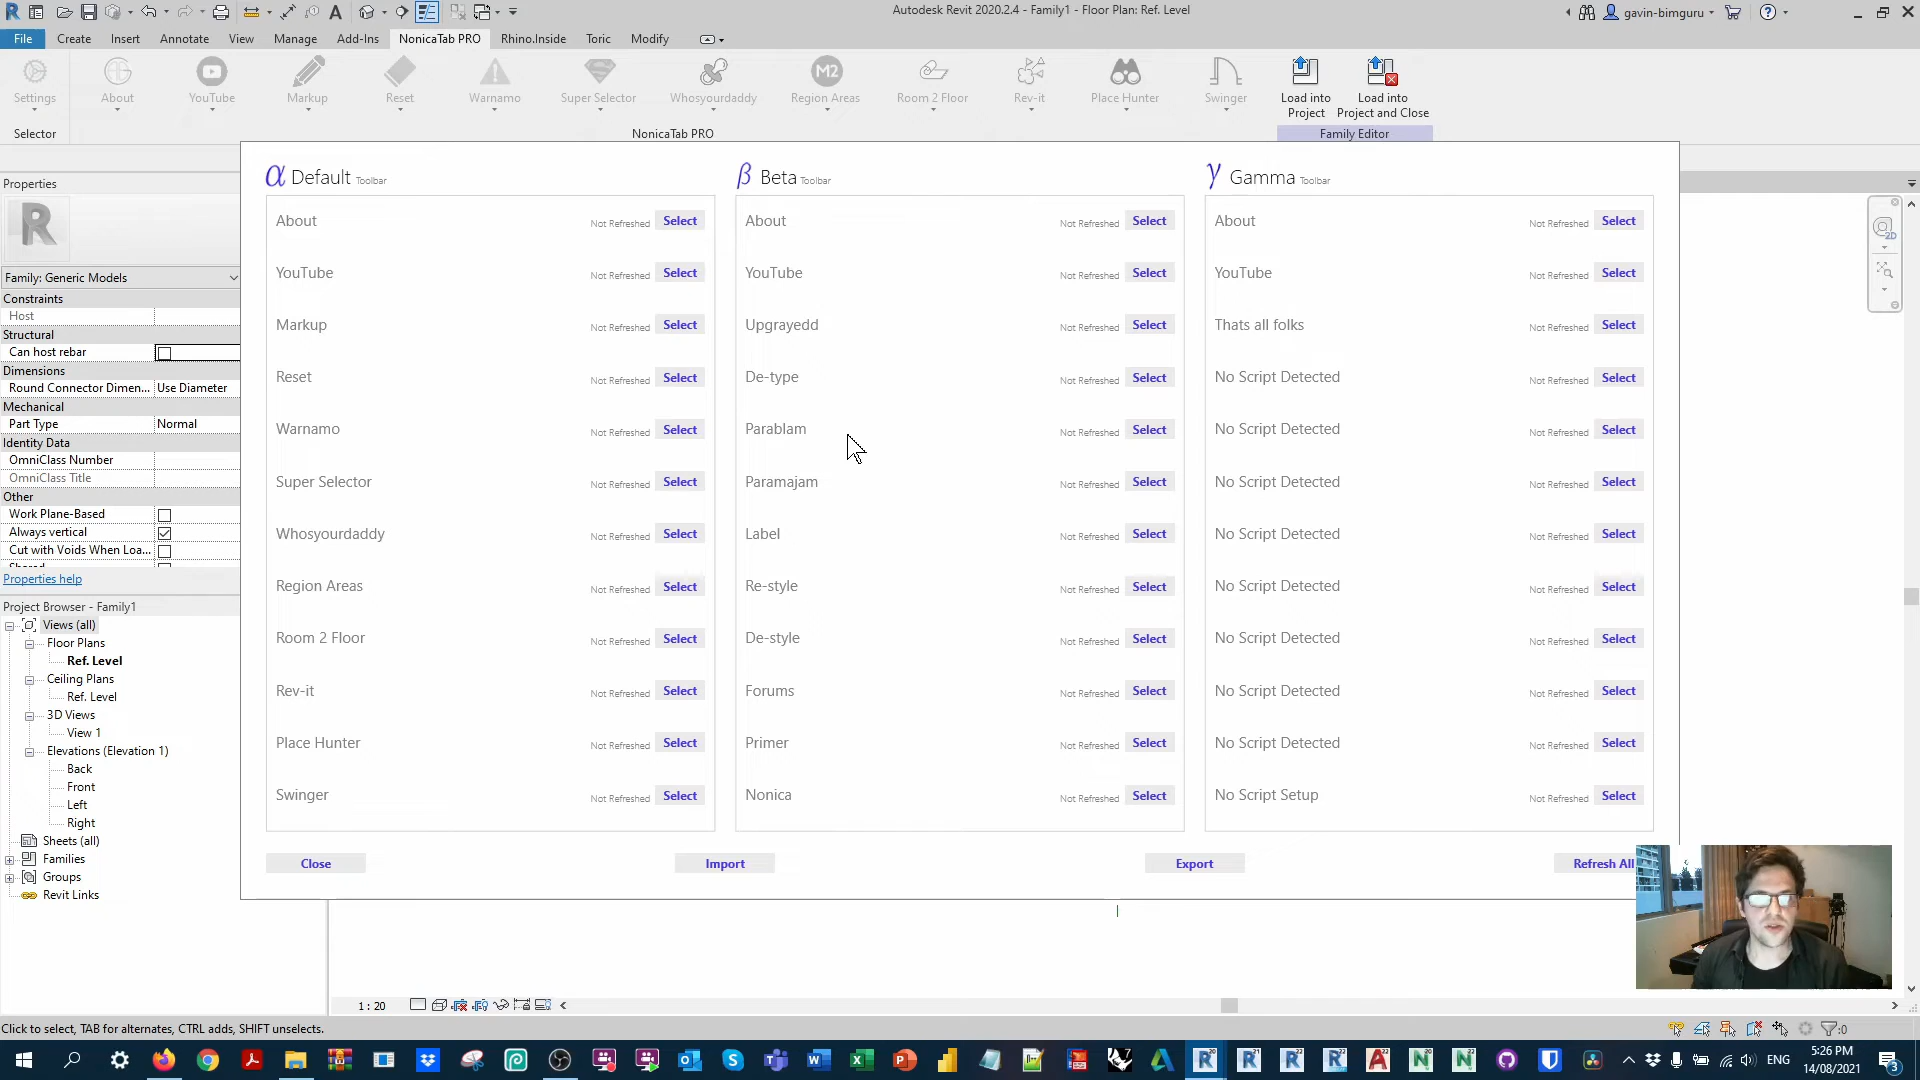 Autodesk Revit 2020.2.4 - Family1 - Floor Plan: Ref. Level
gavin-bimguru
File Create Insert Annotate View Manage Add-Ins NonicaTab PRO Rhino.Inside Toric Modify
Settings About YouTube Markup Reset Warnamo Super Selector Whosyourdaddy Region Areas Room 2 Floor Rev-it Place Hunter Swinger
Load into Project
Load into Project and Close
Selector
NonicaTab PRO
Family Editor
Properties
Family: Generic Models
Constraints
Host
Structural
Can host rebar
Dimensions
Round Connector Dimen... Use Diameter
Mechanical
Part Type Normal
Identity Data
OmniClass Number
OmniClass Title
Other
Work Plane-Based
Always vertical
Cut with Voids When Loa...
Properties help
Project Browser - Family1
Views (all)
Floor Plans
Ref. Level
Ceiling Plans
Ref. Level
3D Views
View 1
Elevations (Elevation 1)
Back
Front
Left
Right
Sheets (all)
Families
Groups
Revit Links
α Default Toolbar
About Not Refreshed Select
YouTube Not Refreshed Select
Markup Not Refreshed Select
Reset Not Refreshed Select
Warnamo Not Refreshed Select
Super Selector Not Refreshed Select
Whosyourdaddy Not Refreshed Select
Region Areas Not Refreshed Select
Room 2 Floor Not Refreshed Select
Rev-it Not Refreshed Select
Place Hunter Not Refreshed Select
Swinger Not Refreshed Select
β Beta Toolbar
About Not Refreshed Select
YouTube Not Refreshed Select
Upgrayedd Not Refreshed Select
De-type Not Refreshed Select
Parablam Not Refreshed Select
Paramajam Not Refreshed Select
Label Not Refreshed Select
Re-style Not Refreshed Select
De-style Not Refreshed Select
Forums Not Refreshed Select
Primer Not Refreshed Select
Nonica Not Refreshed Select
γ Gamma Toolbar
About Not Refreshed Select
YouTube Not Refreshed Select
Thats all folks Not Refreshed Select
No Script Detected Not Refreshed Select
No Script Detected Not Refreshed Select
No Script Detected Not Refreshed Select
No Script Detected Not Refreshed Select
No Script Detected Not Refreshed Select
No Script Detected Not Refreshed Select
No Script Detected Not Refreshed Select
No Script Detected Not Refreshed Select
No Script Setup Not Refreshed Select
Close Import Export Refresh All
1 : 20
Click to select, TAB for alternates, CTRL adds, SHIFT unselects.
:0
ENG
5:26 PM
14/08/2021
3